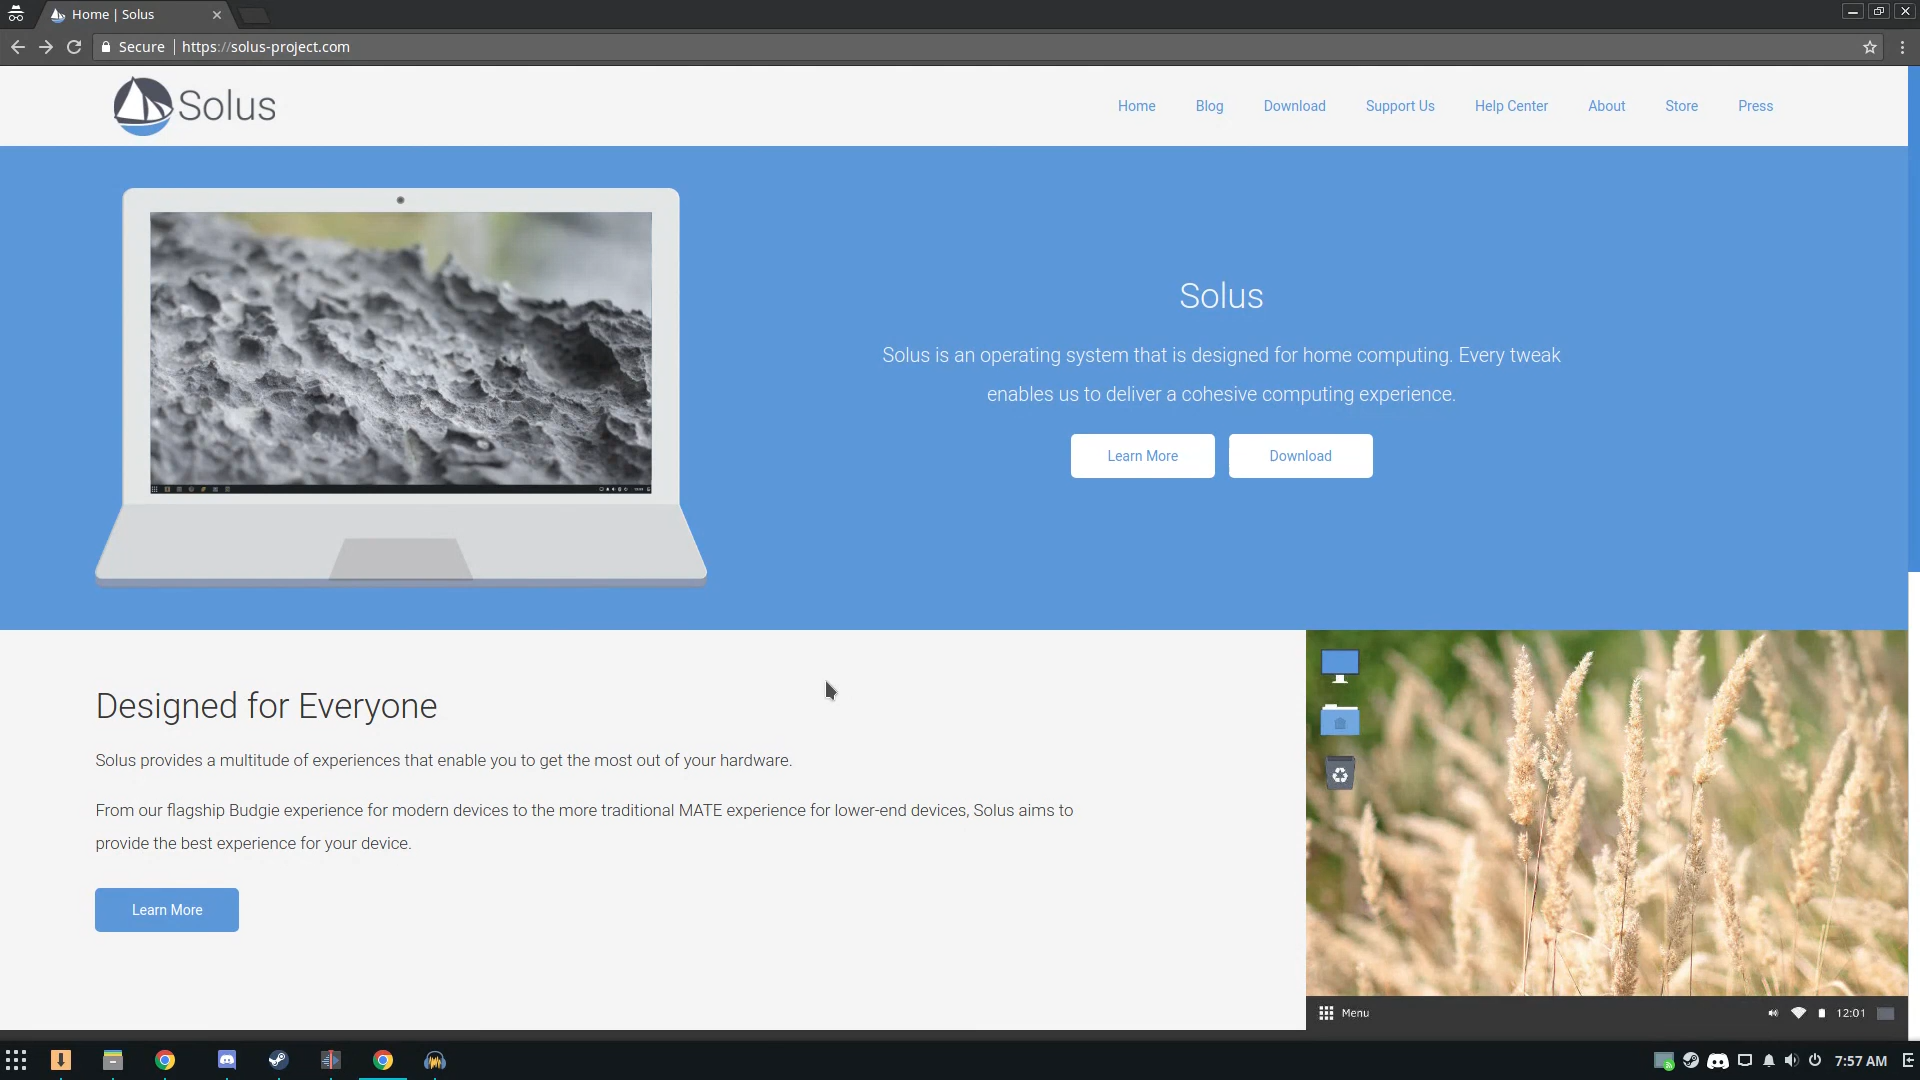 Home | Solus
Secure
https://solus-project.com
Solus
Home
Blog
Download
Support Us
Help Center
About
Store
Press
Solus
Solus is an operating system that is designed for home computing. Every tweak
enables us to deliver a cohesive computing experience.
Learn More
Download
Designed for Everyone
Solus provides a multitude of experiences that enable you to get the most out of your hardware.
From our flagship Budgie experience for modern devices to the more traditional MATE experience for lower-end devices, Solus aims to
provide the best experience for your device.
Learn More
Menu
12:01
7:57 AM